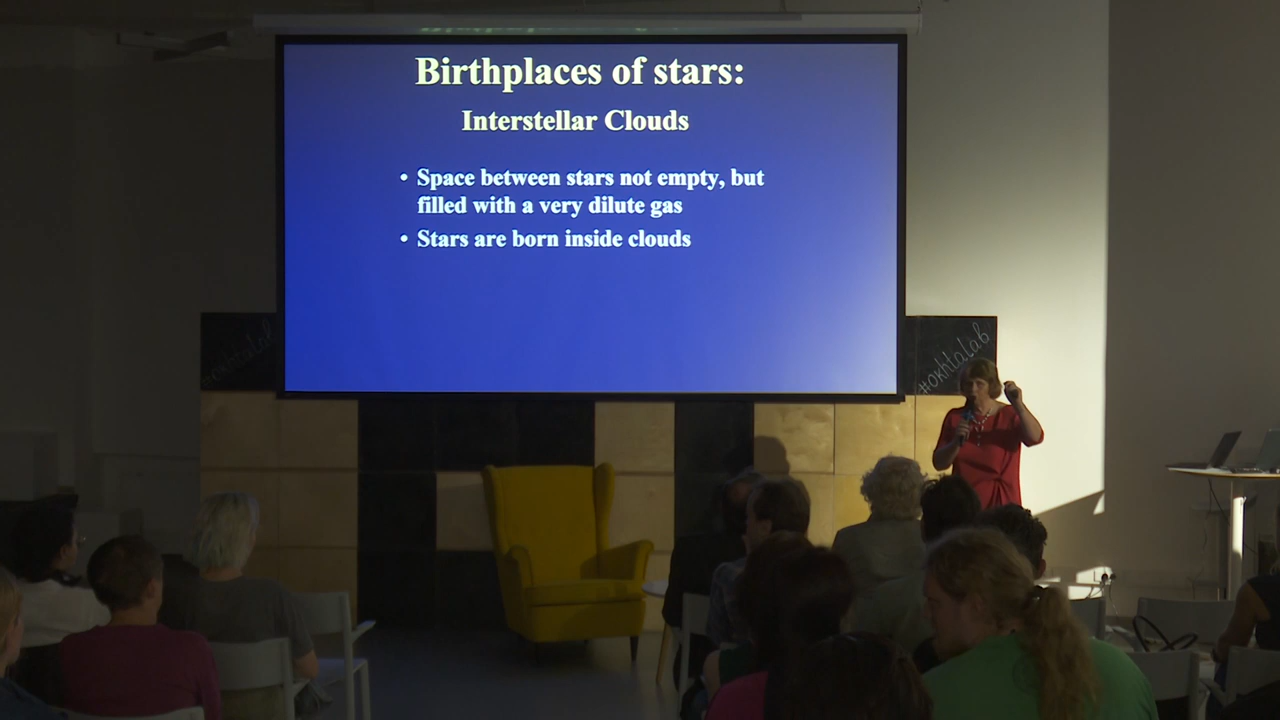 Birthplaces of stars:
Interstellar Clouds
• Space between stars not empty, but
filled with a very dilute gas
• Stars are born inside clouds
#okhtalab
#okhtalab